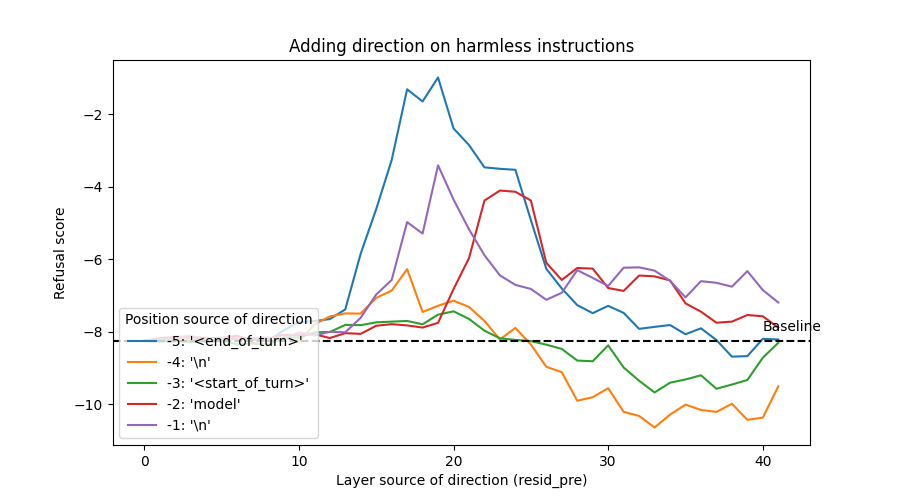 Adding direction on harmless instructions
Refusal score
−2
−4
−6
−8
−10
Baseline
Position source of direction
-5: '<end_of_turn>'
-4: '\n'
-3: '<start_of_turn>'
-2: 'model'
-1: '\n'
0
10
20
30
40
Layer source of direction (resid_pre)